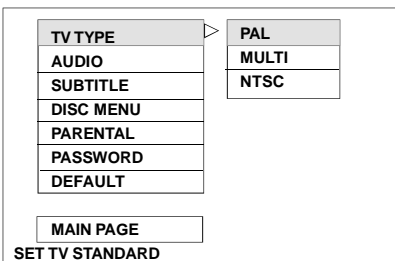 TV TYPE
AUDIO
SUBTITLE
DISC MENU
PARENTAL
PASSWORD
DEFAULT
PAL
MULTI
NTSC
MAIN PAGE
SET TV STANDARD